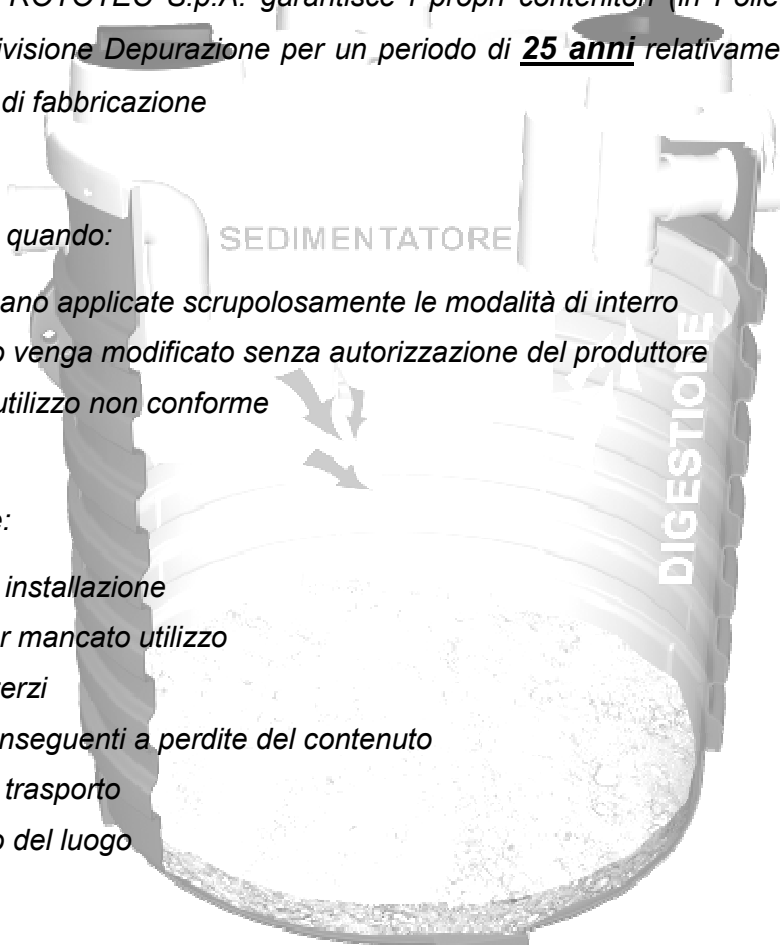 ROTOTEC S.p.A. garantisce i propri contenitori (in Polie
ivisione Depurazione per un periodo di 25 anni relativame
di fabbricazione
quando:
SEDIMENTATORE
ano applicate scrupolosamente le modalità di interro
o venga modificato senza autorizzazione del produttore
utilizzo non conforme
DIGESTIONE
e:
installazione
r mancato utilizzo
erzi
nseguenti a perdite del contenuto
trasporto
o del luogo